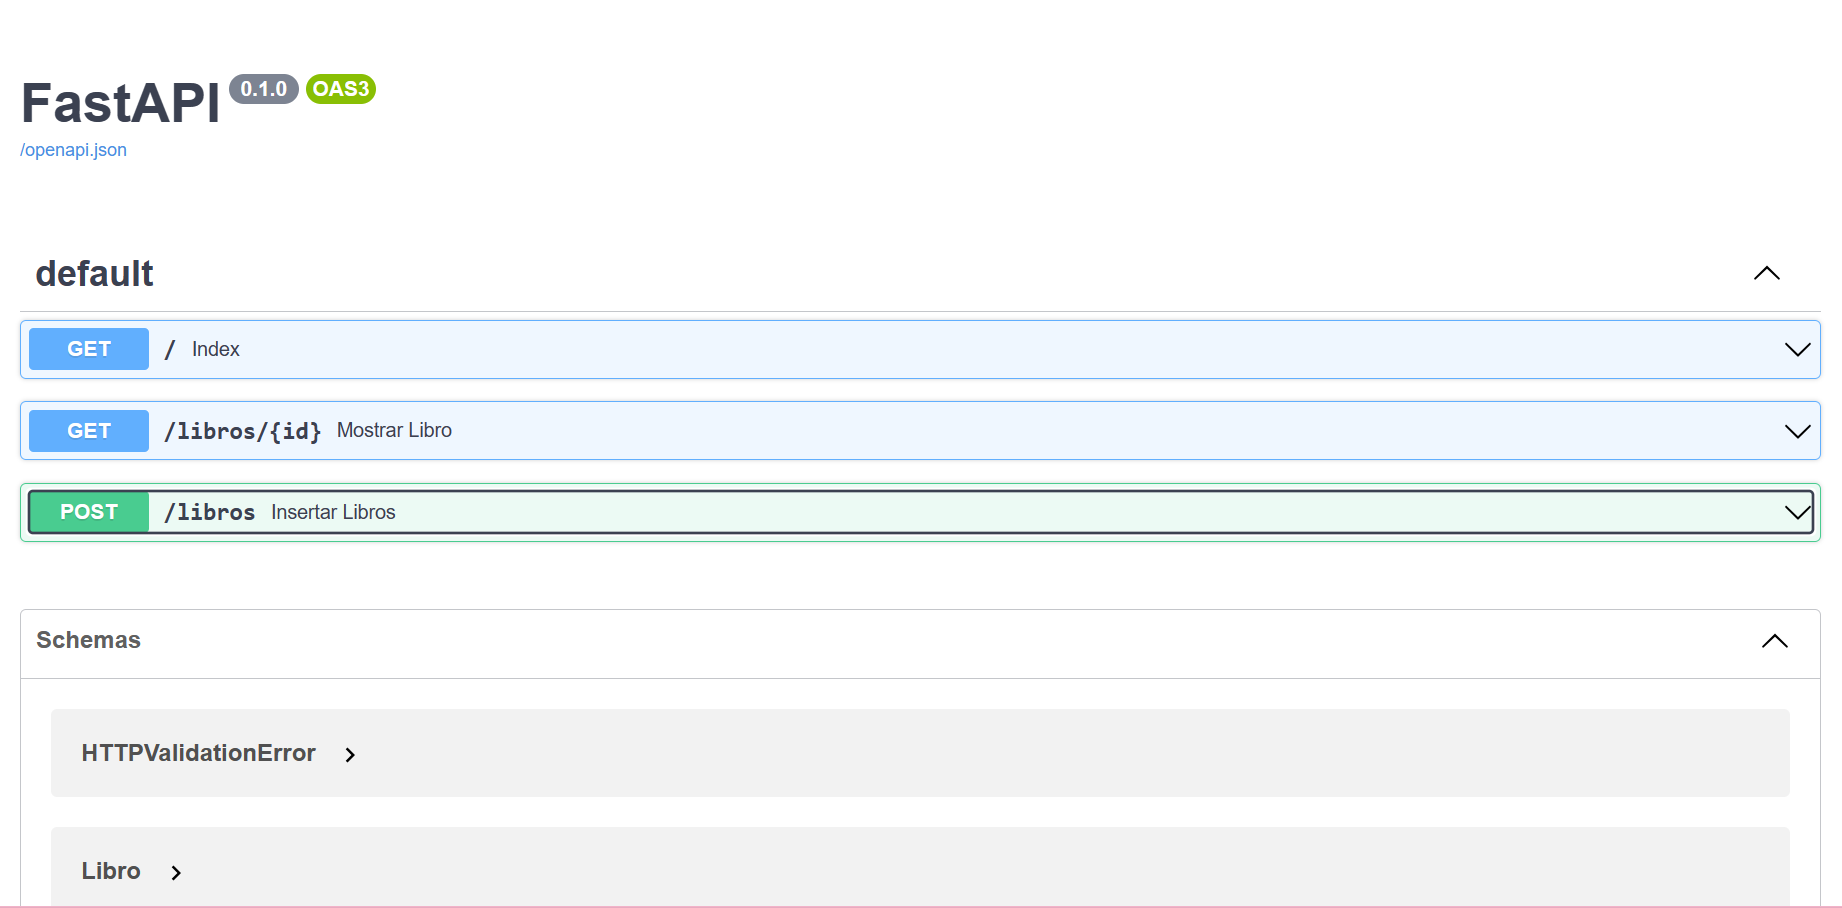 FastAPI 0.1.0 OAS3
/openapi.json
default
GET / Index
GET /libros/{id} Mostrar Libro
POST /libros Insertar Libros
Schemas
HTTPValidationError
Libro